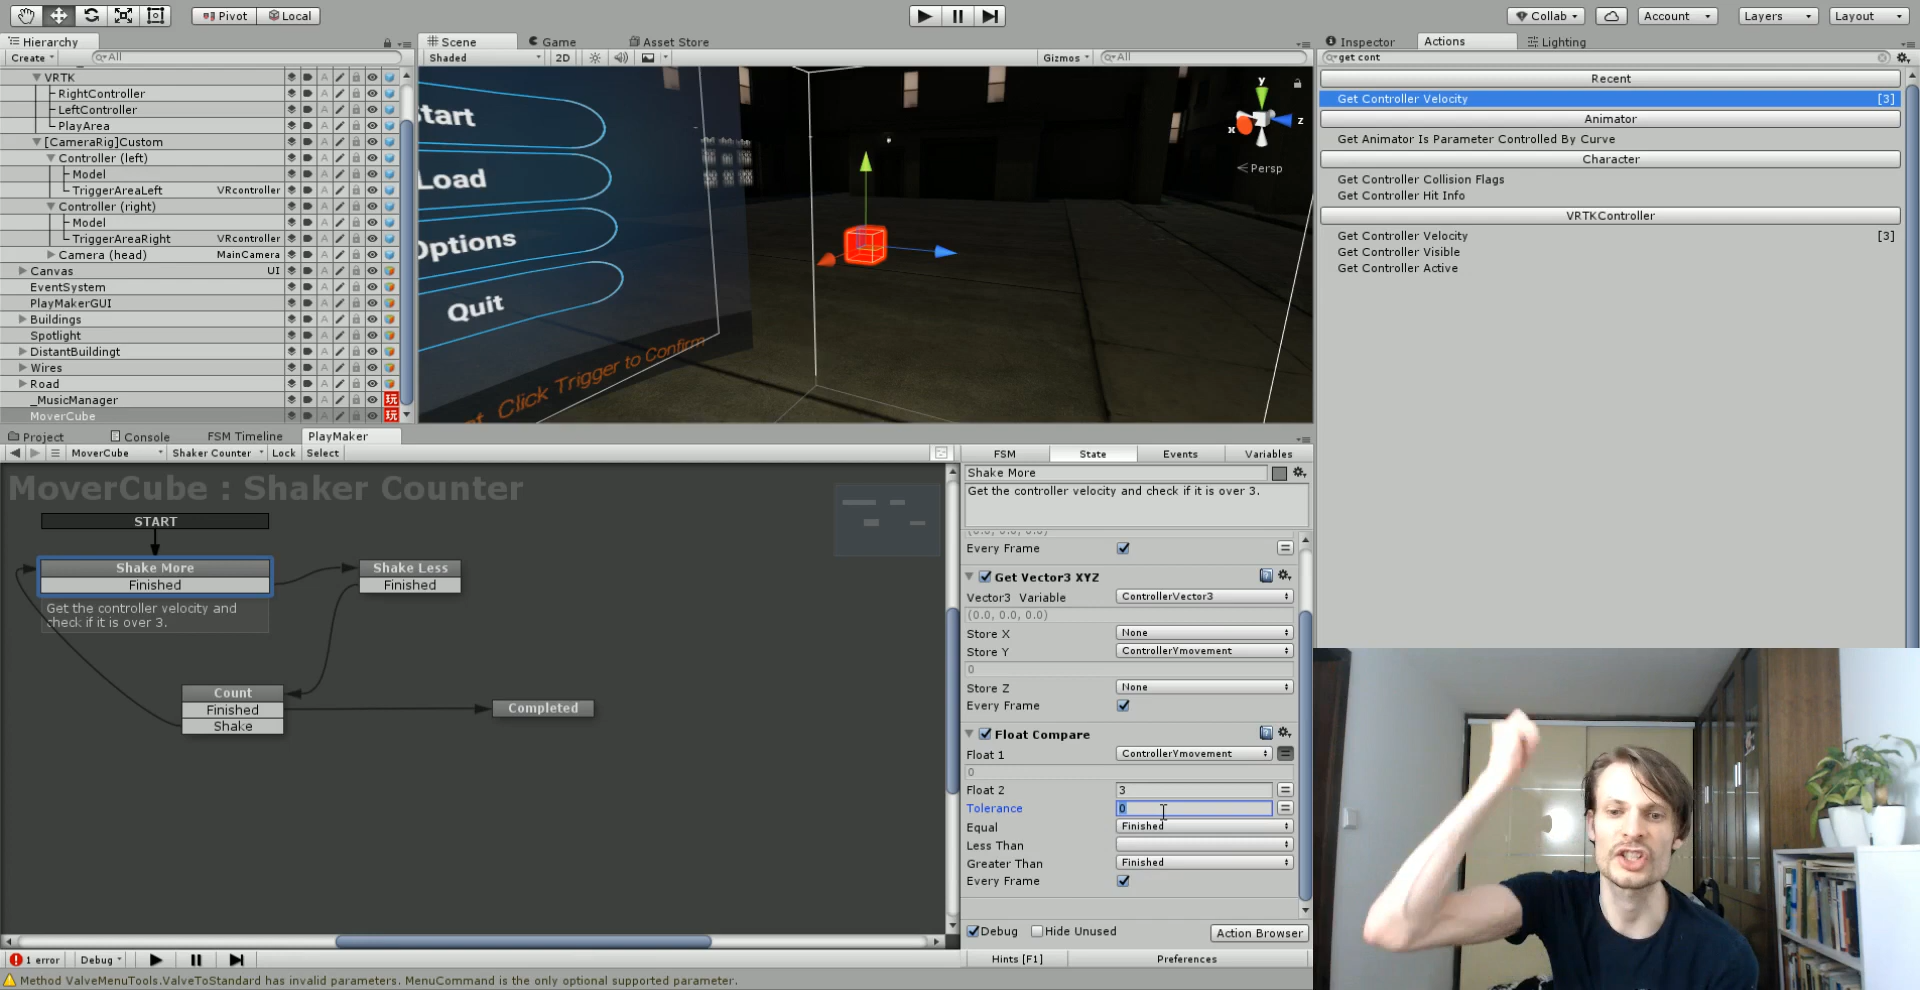 Pivot Local Collab Account Layers Layout
Hierarchy
Create All
VRTK
RightController
LeftController
PlayArea
[CameraRig]Custom
Controller (left)
Model
TriggerAreaLeft VRcontroller
Controller (right)
Model
TriggerAreaRight VRcontroller
Camera (head) MainCamera
Canvas UI
EventSystem
PlayMakerGUI
Buildings
Spotlight
DistantBuildingt
Wires
Road
_MusicManager 玩
MoverCube 玩
Scene Game Asset Store
Shaded 2D Gizmos All
Start
Load
Options
Quit
Click Trigger to Confirm
y
x z
Persp
Inspector Actions Lighting
get cont
Recent
Get Controller Velocity [3]
Animator
Get Animator Is Parameter Controlled By Curve
Character
Get Controller Collision Flags
Get Controller Hit Info
VRTKController
Get Controller Velocity [3]
Get Controller Visible
Get Controller Active
Project Console FSM Timeline PlayMaker
MoverCube Shaker Counter Lock Select
MoverCube : Shaker Counter
START
Shake More
Finished
Get the controller velocity and
check if it is over 3.
Shake Less
Finished
Count
Finished
Shake
Completed
FSM State Events Variables
Shake More
Get the controller velocity and check if it is over 3.
(0.0, 0.0, 0.0)
Every Frame
Get Vector3 XYZ
Vector3 Variable ControllerVector3
(0.0, 0.0, 0.0)
Store X None
Store Y ControllerYmovement
0
Store Z None
Every Frame
Float Compare
Float 1 ControllerYmovement
0
Float 2 3
Tolerance 0
Equal Finished
Less Than
Greater Than Finished
Every Frame
Debug Hide Unused Action Browser
Hints [F1] Preferences
1 error Debug
Method ValveMenuTools.ValveToStandard has invalid parameters. MenuCommand is the only optional supported parameter.